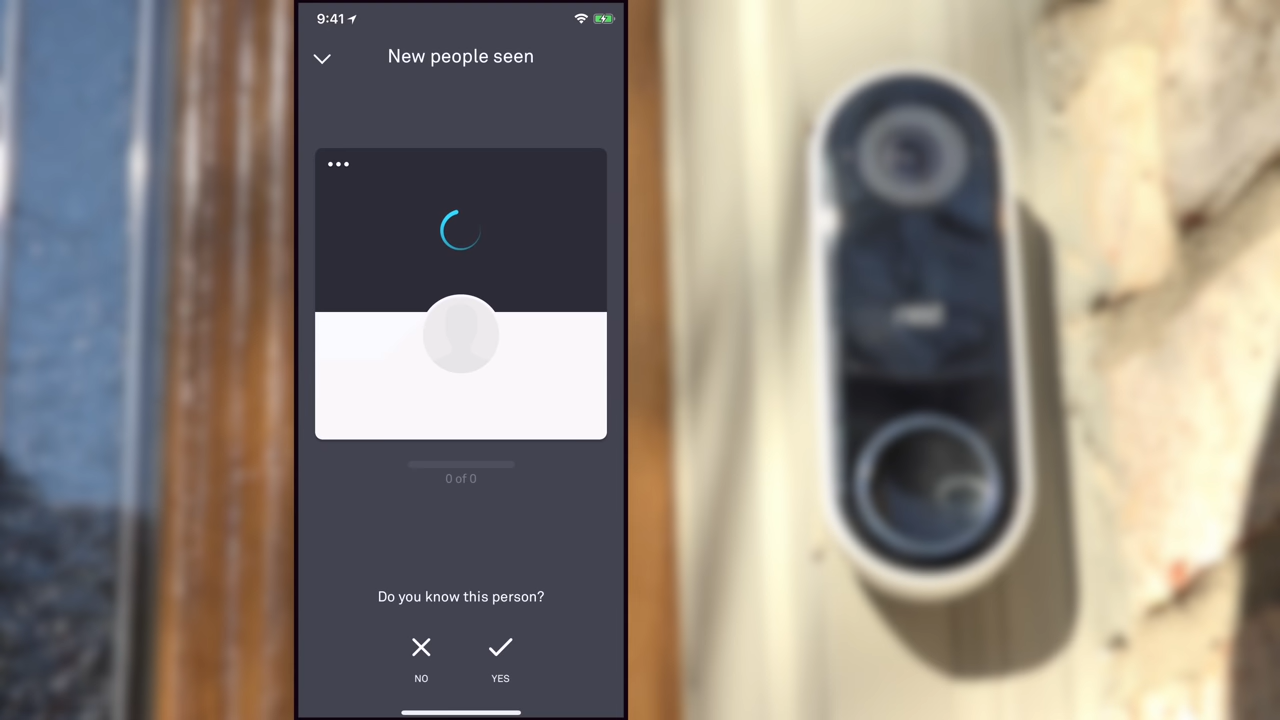 9:41
New people seen
0 of 0
Do you know this person?
NO YES